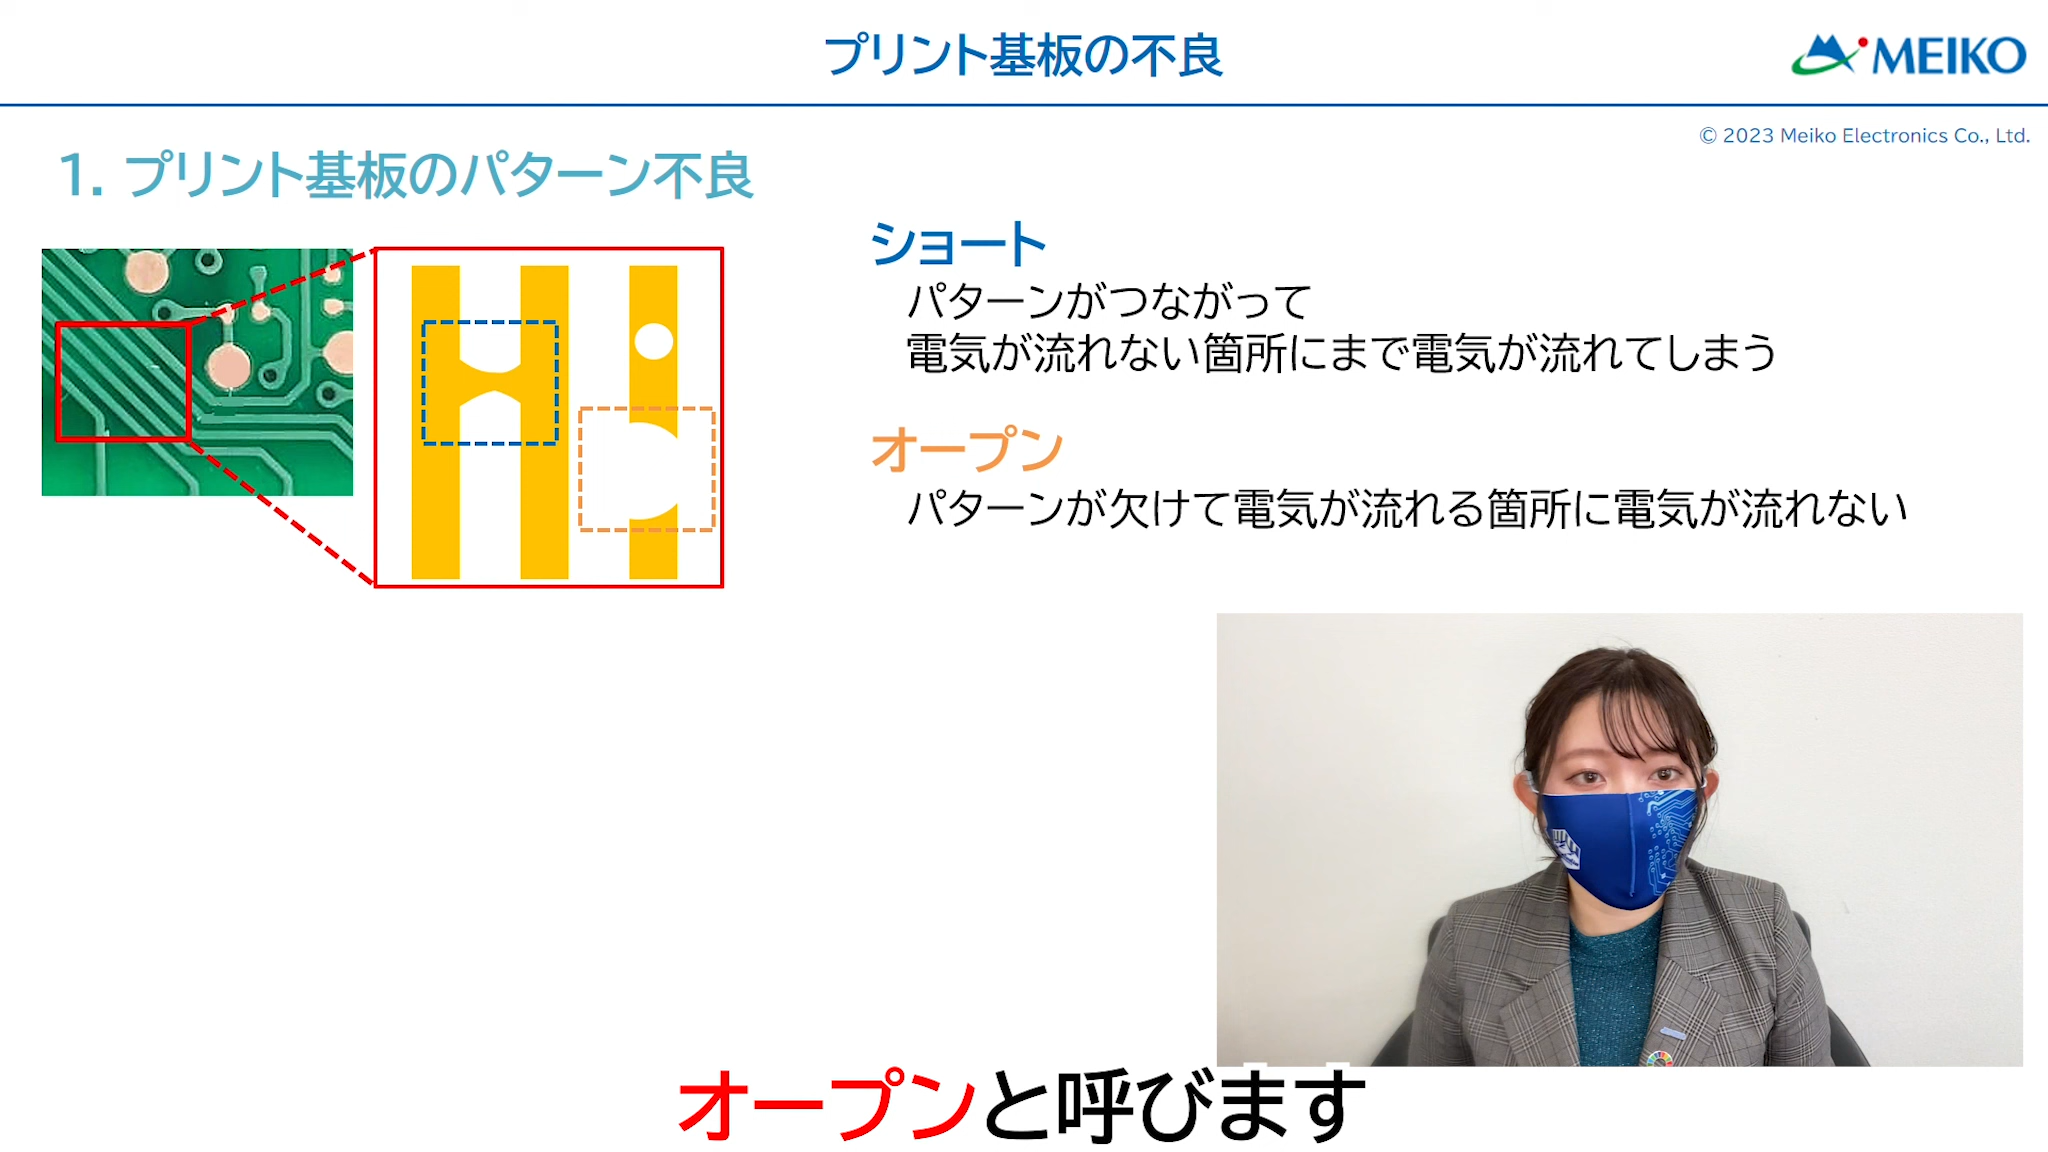 プリント基板の不良
MEIKO
© 2023 Meiko Electronics Co., Ltd.
1. プリント基板のパターン不良
ショート
パターンがつながって
電気が流れない箇所にまで電気が流れてしまう
オープン
パターンが欠けて電気が流れる箇所に電気が流れない
オープンと呼びます